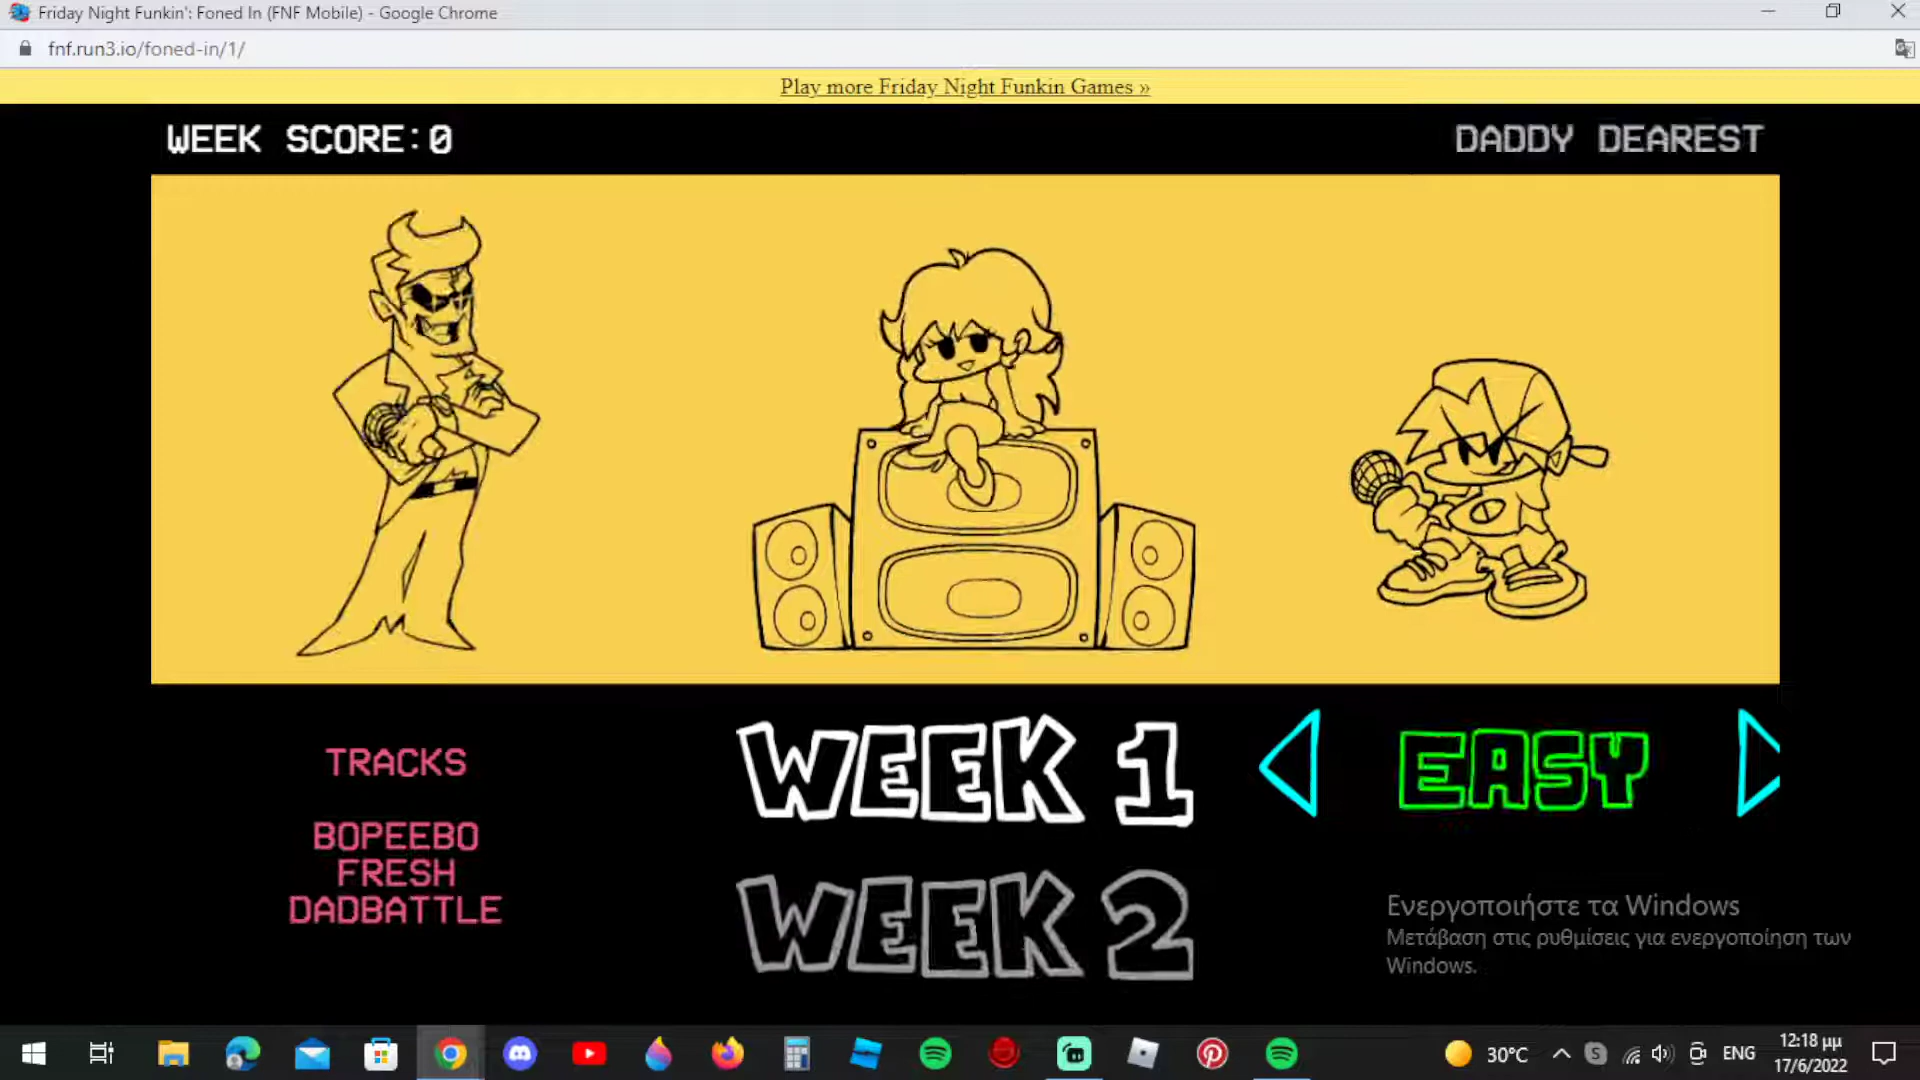 Friday Night Funkin': Foned In (FNF Mobile) - Google Chrome
fnf.run3.io/foned-in/1/
Play more Friday Night Funkin Games »
WEEK SCORE:0
DADDY DEAREST
WEEK 1
EASY
TRACKS
BOPEEBO
FRESH
DADBATTLE
WEEK 2
Ενεργοποιήστε τα Windows
Μετάβαση στις ρυθμίσεις για ενεργοποίηση των
Windows.
30°C
ENG
12:18 μμ
17/6/2022